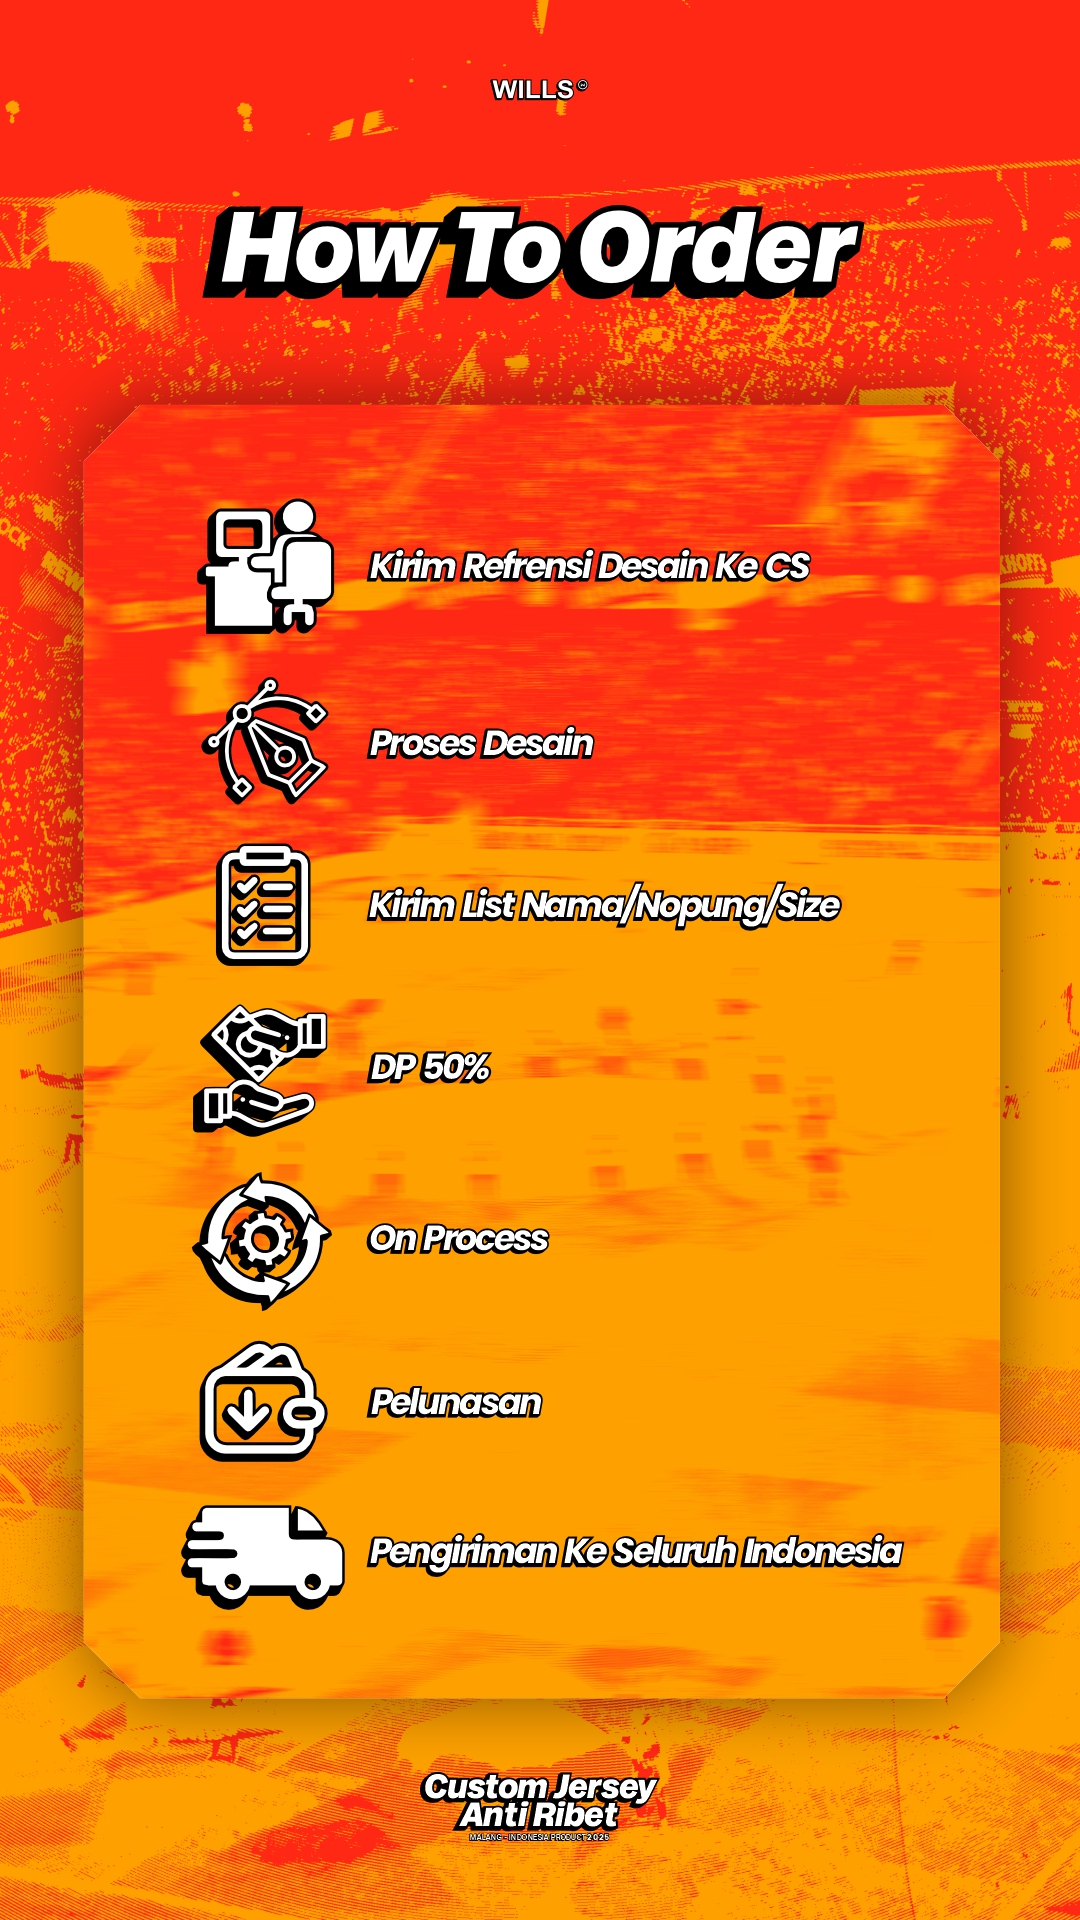 WILLS
How To Order
Kirim Refrensi Desain Ke CS
Proses Desain
Kirim List Nama/Nopung/Size
DP 50%
On Process
Pelunasan
Pengiriman Ke Seluruh Indonesia
Custom Jersey
Anti Ribet
MALANG - INDONESIA PRODUCT 2025